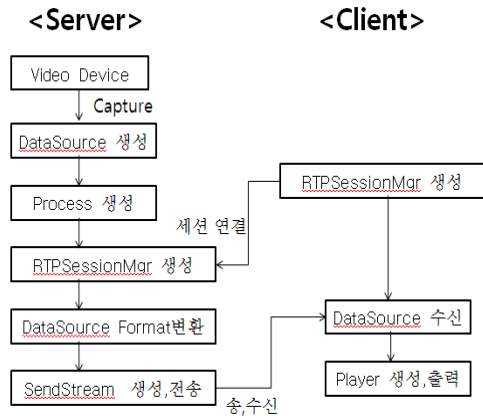 <Server>
<Client>
Video Device
Capture
DataSource 생성
Process 생성
RTPSessionMgr 생성
세션 연결
RTPSessionMgr 생성
DataSource Format변환
DataSource 수신
SendStream 생성,전송
송,수신
Player 생성,출력